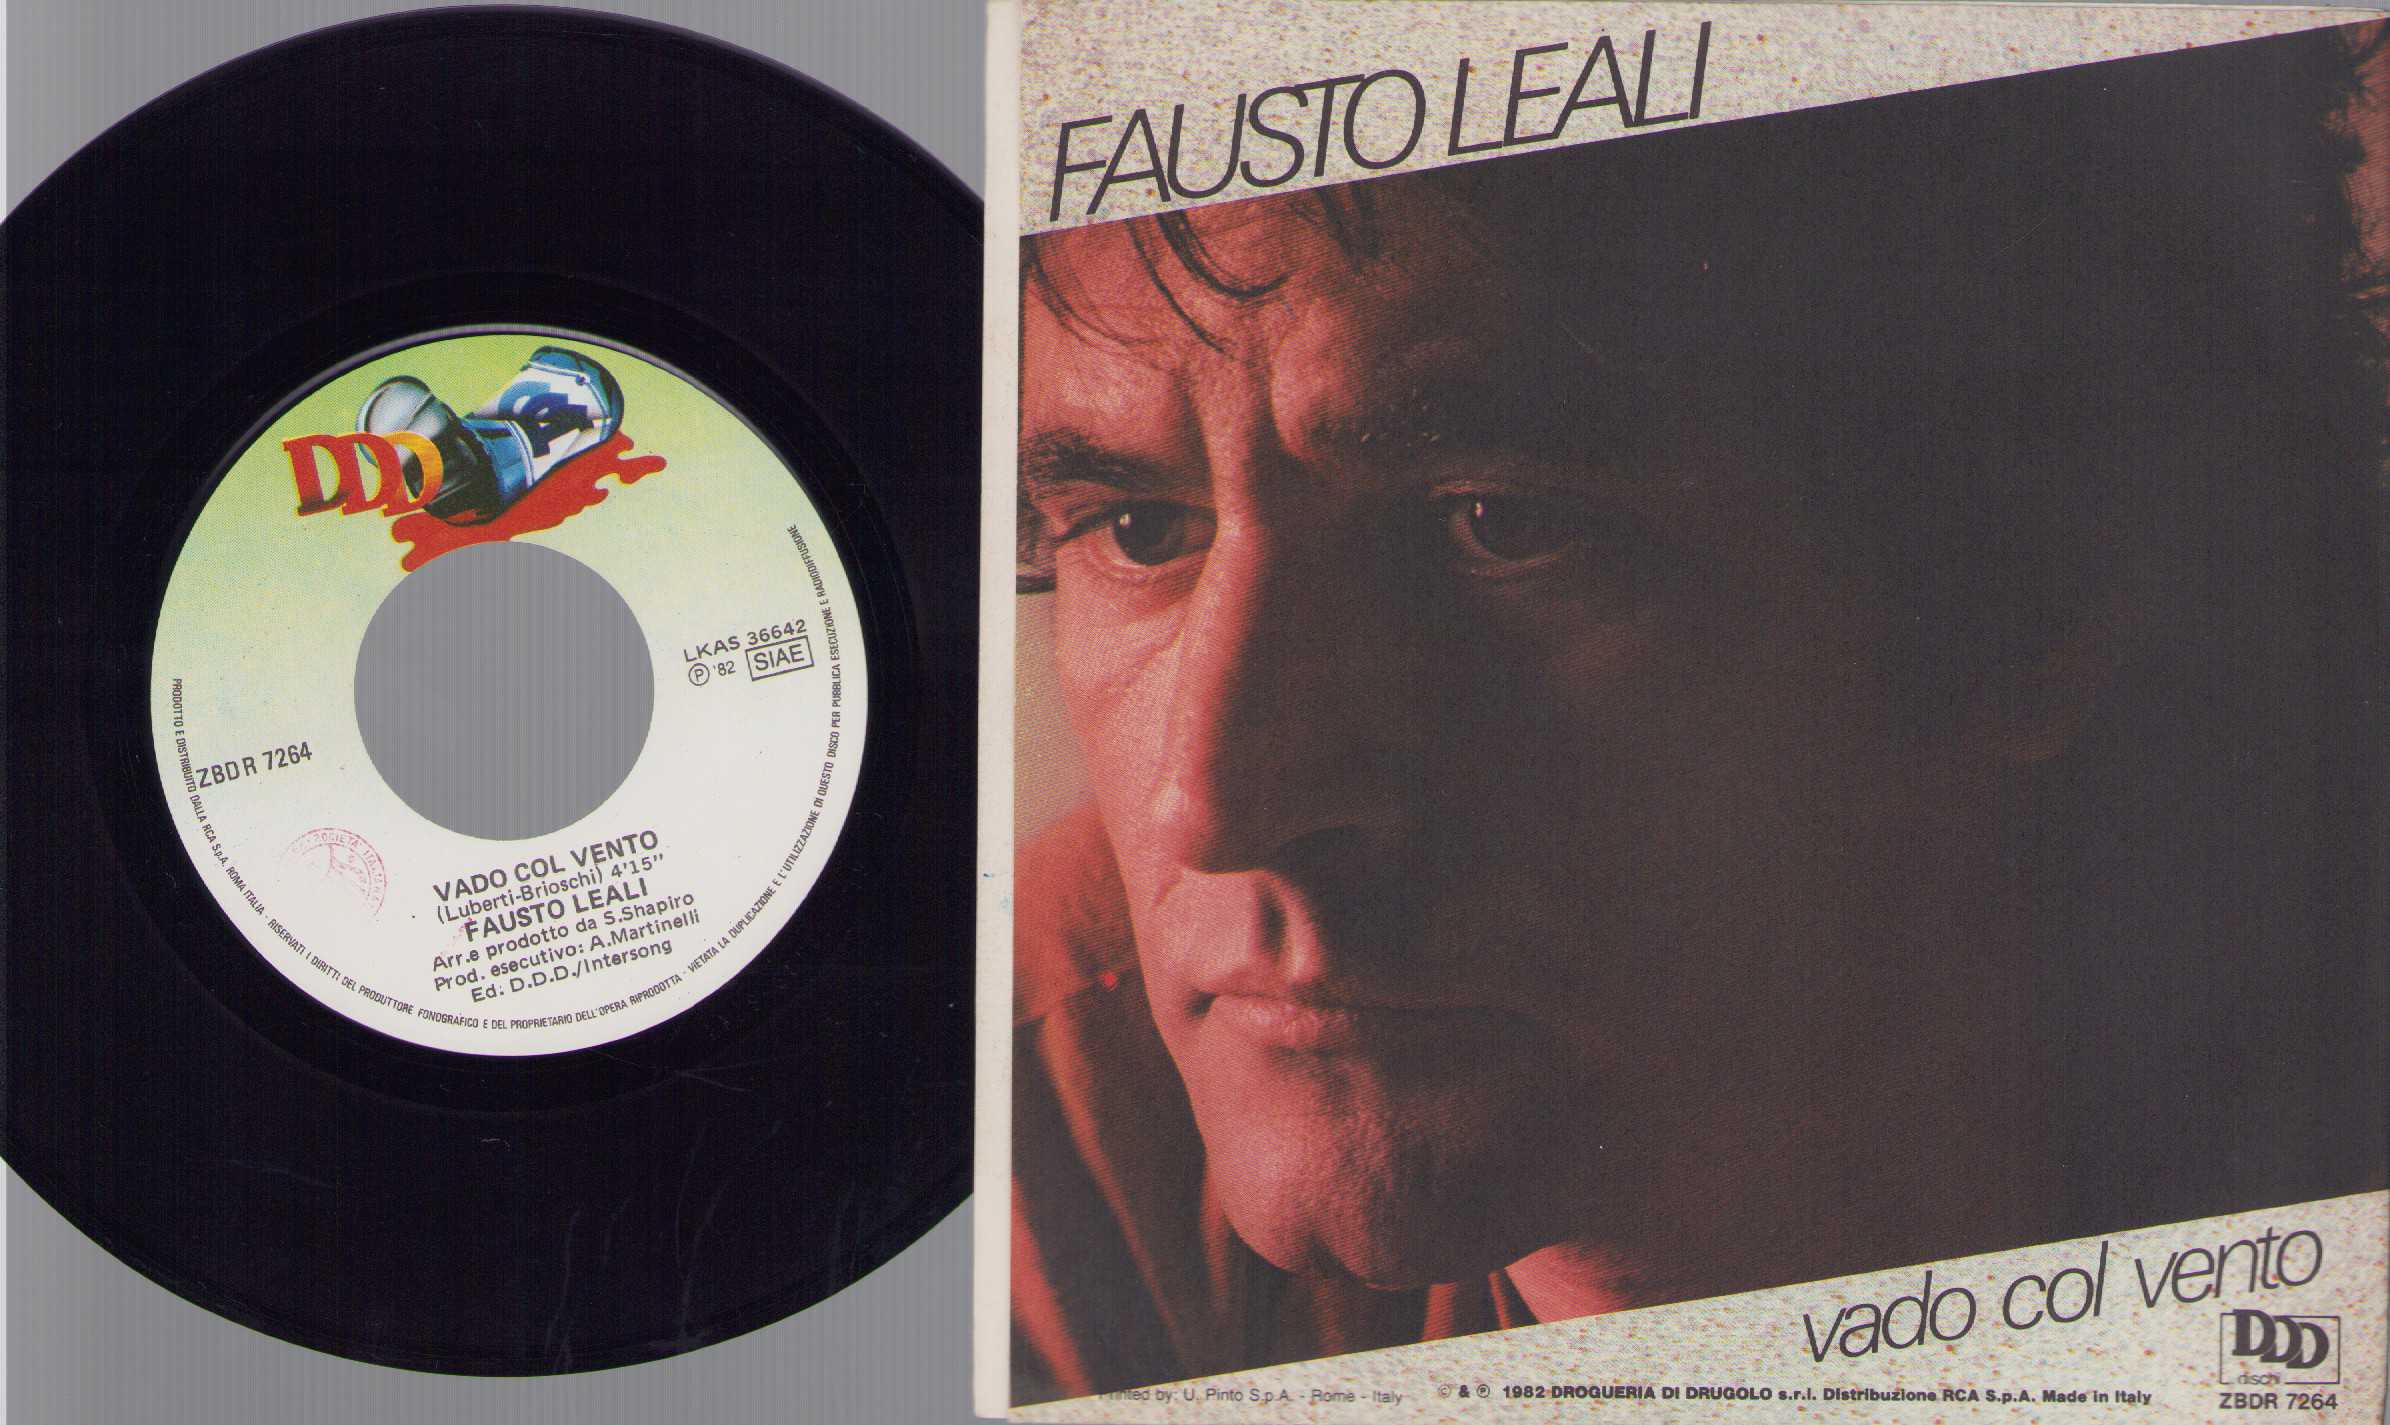 DDD
LKAS 36642
Ⓟ '82 SIAE
ZBDR 7264
VADO COL VENTO
(Luberti-Brioschi) 4'15"
FAUSTO LEALI
Arr.e prodotto da S.Shapiro
Prod. esecutivo: A.Martinelli
Ed: D.D.D./Intersong
PRODOTTO E DISTRIBUITO DALLA RCA S.p.A. ROMA ITALIA - RISERVATI I DIRITTI DEL PRODUTTORE FONOGRAFICO E DEL PROPRIETARIO DELL'OPERA RIPRODOTTA - VIETATA LA DUPLICAZIONE E L'UTILIZZAZIONE DI QUESTO DISCO PER PUBBLICA ESECUZIONE E RADIODIFFUSIONE
SOCIETA' ITALIANA
FAUSTO LEALI
vado col vento
DDD
dischi
ZBDR 7264
Printed by: U. Pinto S.p.A. - Rome - Italy
© & Ⓟ 1982 DROGUERIA DI DRUGOLO s.r.l. Distribuzione RCA S.p.A. Made in Italy